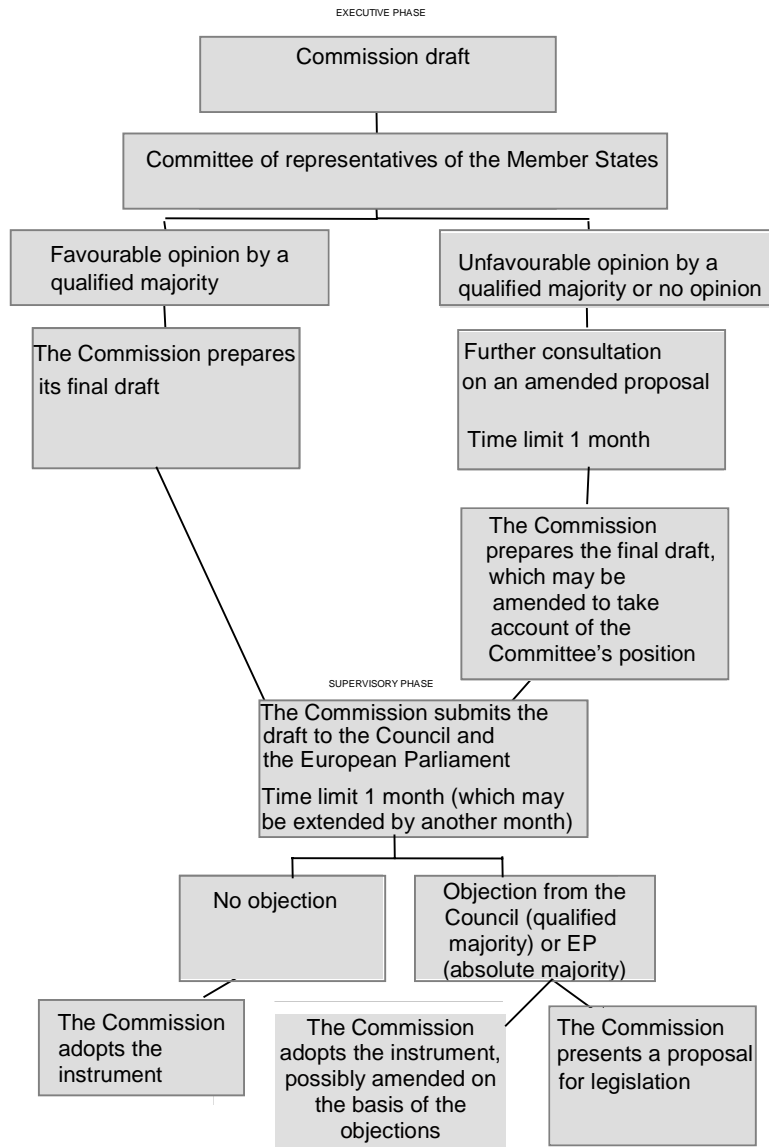 EXECUTIVE PHASE
Commission draft
Committee of representatives of the Member States
Favourable opinion by a
qualified majority
Unfavourable opinion by a
qualified majority or no opinion
The Commission prepares
its final draft
Further consultation
on an amended proposal
Time limit 1 month
The Commission
prepares the final draft,
which may be
amended to take
account of the
Committee's position
SUPERVISORY PHASE
The Commission submits the
draft to the Council and
the European Parliament
Time limit 1 month (which may
be extended by another month)
No objection
Objection from the
Council (qualified
majority) or EP
(absolute majority)
The Commission
adopts the
instrument
The Commission
adopts the instrument,
possibly amended on
the basis of the
objections
The Commission
presents a proposal
for legislation